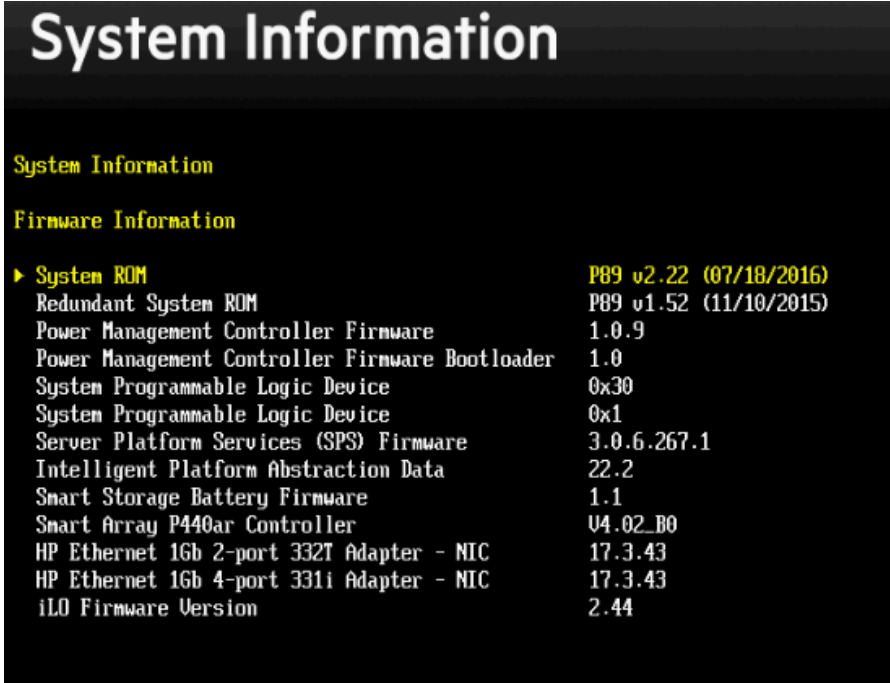 System Information
System Information
Firmware Information
System ROM P89 v2.22 (07/18/2016)
Redundant System ROM P89 v1.52 (11/10/2015)
Power Management Controller Firmware 1.0.9
Power Management Controller Firmware Bootloader 1.0
System Programmable Logic Device 0x30
System Programmable Logic Device 0x1
Server Platform Services (SPS) Firmware 3.0.6.267.1
Intelligent Platform Abstraction Data 22.2
Smart Storage Battery Firmware 1.1
Smart Array P440ar Controller V4.02_B0
HP Ethernet 1Gb 2-port 332T Adapter - NIC 17.3.43
HP Ethernet 1Gb 4-port 331i Adapter - NIC 17.3.43
iLO Firmware Version 2.44